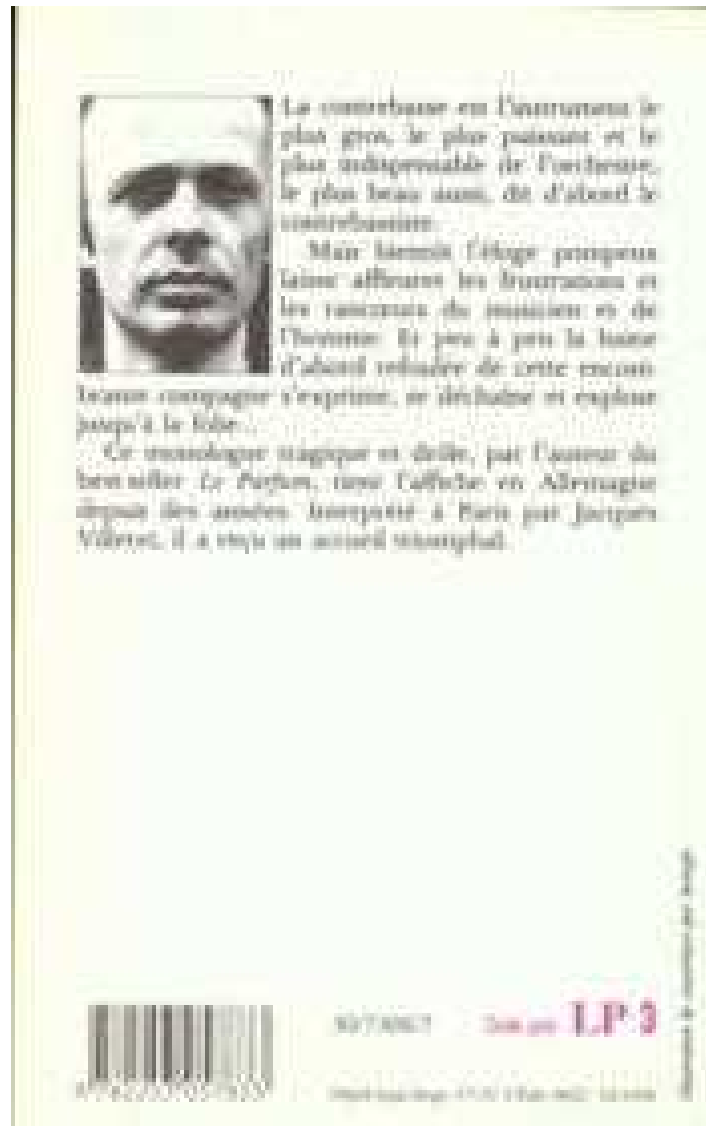 La contrebasse est l'instrument le
plus gros, le plus puissant et le
plus indispensable de l'orchestre,
le plus beau aussi, dit d'abord le
contrebassiste.
Mais bientôt l'éloge pompeux
laisse affleurer les frustrations et
les rancœurs du musicien et de
l'homme. Et peu à peu la haine
d'abord refoulée de cette encom-
brante compagne s'exprime, se déchaîne et explose
jusqu'à la folie...
Ce monologue tragique et drôle, par l'auteur du
best-seller Le Parfum, tient l'affiche en Allemagne
depuis des années. Interprété à Paris par Jacques
Villeret, il a reçu un accueil triomphal.
LP 3